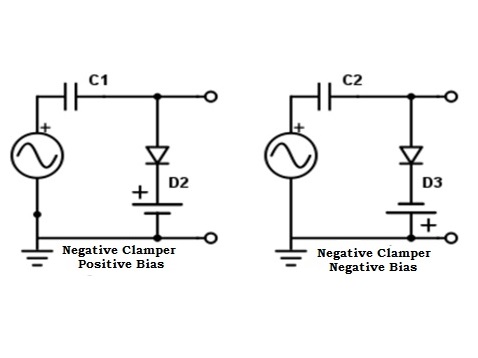 C1
C2
+
+
D2
D3
+
+
Negative Clamper
Positive Bias
Negative Clamper
Negative Bias